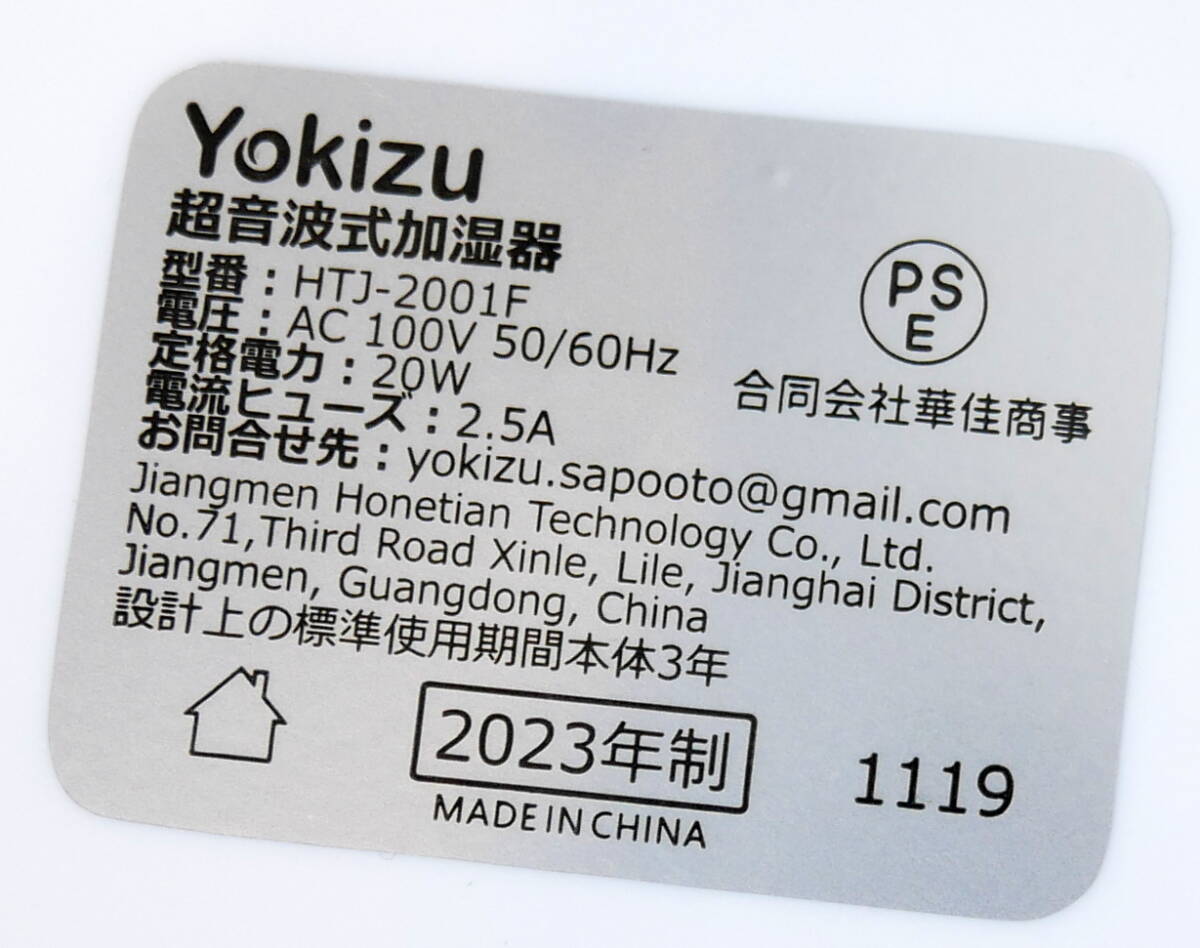 Yokizu
超音波式加湿器
型番：HTJ-2001F
電圧：AC 100V 50/60Hz
定格電力：20W
電流ヒューズ：2.5A
お問合せ先：yokizu.sapooto@gmail.com
Jiangmen Honetian Technology Co., Ltd.
No.71,Third Road Xinle, Lile, Jianghai District,
Jiangmen, Guangdong, China
設計上の標準使用期間本体3年
PS
E
合同会社華佳商事
2023年制
MADE IN CHINA
1119